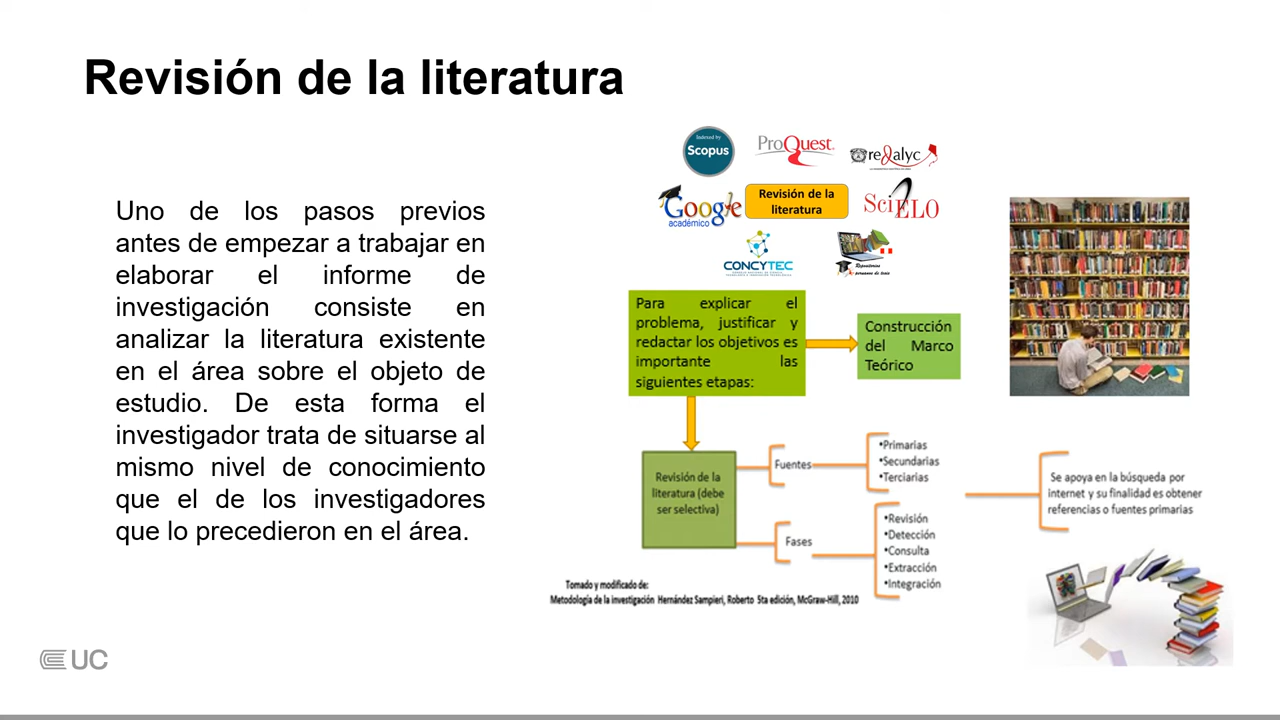 Revisión de la literatura
Uno de los pasos previos
antes de empezar a trabajar en
elaborar el informe de
investigación consiste en
analizar la literatura existente
en el área sobre el objeto de
estudio. De esta forma el
investigador trata de situarse al
mismo nivel de conocimiento
que el de los investigadores
que lo precedieron en el área.
Indexed by
Scopus
ProQuest
redalyc
Google
académico
Revisión de la
literatura
SciELO
CONCYTEC
Repositorios
peruanos de tesis
Para explicar el
problema, justificar y
redactar los objetivos es
importante las
siguientes etapas:
Construcción
del Marco
Teórico
Revisión de la
literatura (debe
ser selectiva)
Fuentes
•Primarias
•Secundarias
•Terciarias
Fases
•Revisión
•Detección
•Consulta
•Extracción
•Integración
Se apoya en la búsqueda por
internet y su finalidad es obtener
referencias o fuentes primarias
Tomado y modificado de:
Metodología de la investigación Hernández Sampieri, Roberto 5ta edición, McGraw-Hill, 2010
UC